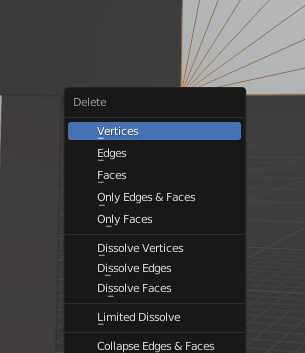 Delete
Vertices
Edges
Faces
Only Edges & Faces
Only Faces
Dissolve Vertices
Dissolve Edges
Dissolve Faces
Limited Dissolve
Collapse Edges & Faces